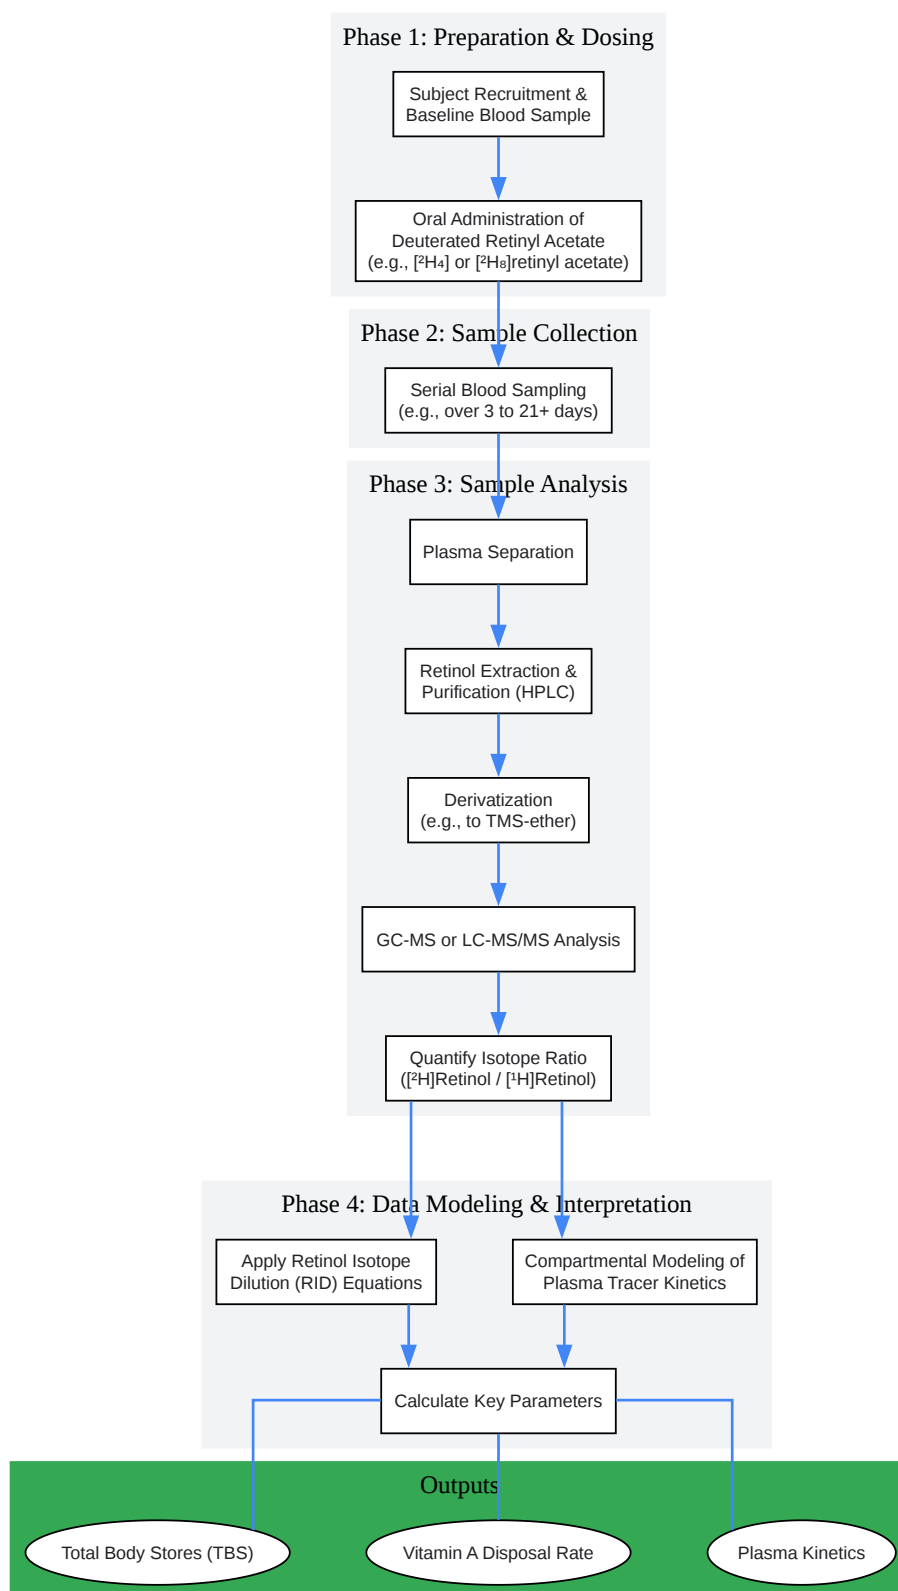 Phase 1: Preparation & Dosing
Subject Recruitment &
Baseline Blood Sample
Oral Administration of
Deuterated Retinyl Acetate
(e.g., [²H₄] or [²H₈]retinyl acetate)
Phase 2: Sample Collection
Serial Blood Sampling
(e.g., over 3 to 21+ days)
Phase 3: Sample Analysis
Plasma Separation
Retinol Extraction &
Purification (HPLC)
Derivatization
(e.g., to TMS-ether)
GC-MS or LC-MS/MS Analysis
Quantify Isotope Ratio
([²H]Retinol / [¹H]Retinol)
Phase 4: Data Modeling & Interpretation
Apply Retinol Isotope
Dilution (RID) Equations
Compartmental Modeling of
Plasma Tracer Kinetics
Calculate Key Parameters
Outputs
Total Body Stores (TBS)
Vitamin A Disposal Rate
Plasma Kinetics